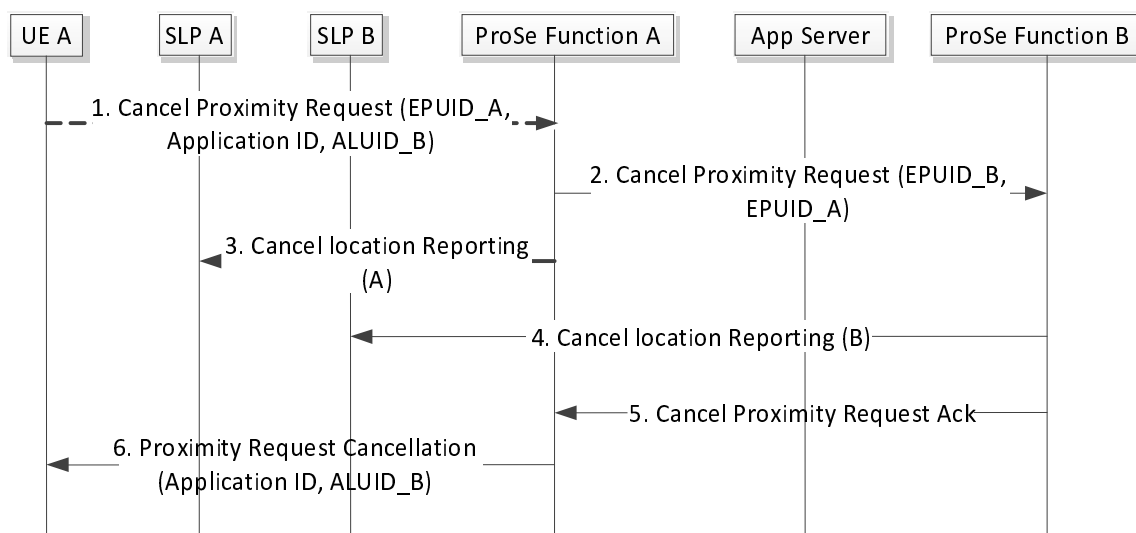 UE A
SLP A
SLP B
ProSe Function A
App Server
ProSe Function B
1. Cancel Proximity Request (EPUID_A,
Application ID, ALUID_B)
2. Cancel Proximity Request (EPUID_B,
EPUID_A)
3. Cancel location Reporting
(A)
4. Cancel location Reporting (B)
5. Cancel Proximity Request Ack
6. Proximity Request Cancellation
(Application ID, ALUID_B)